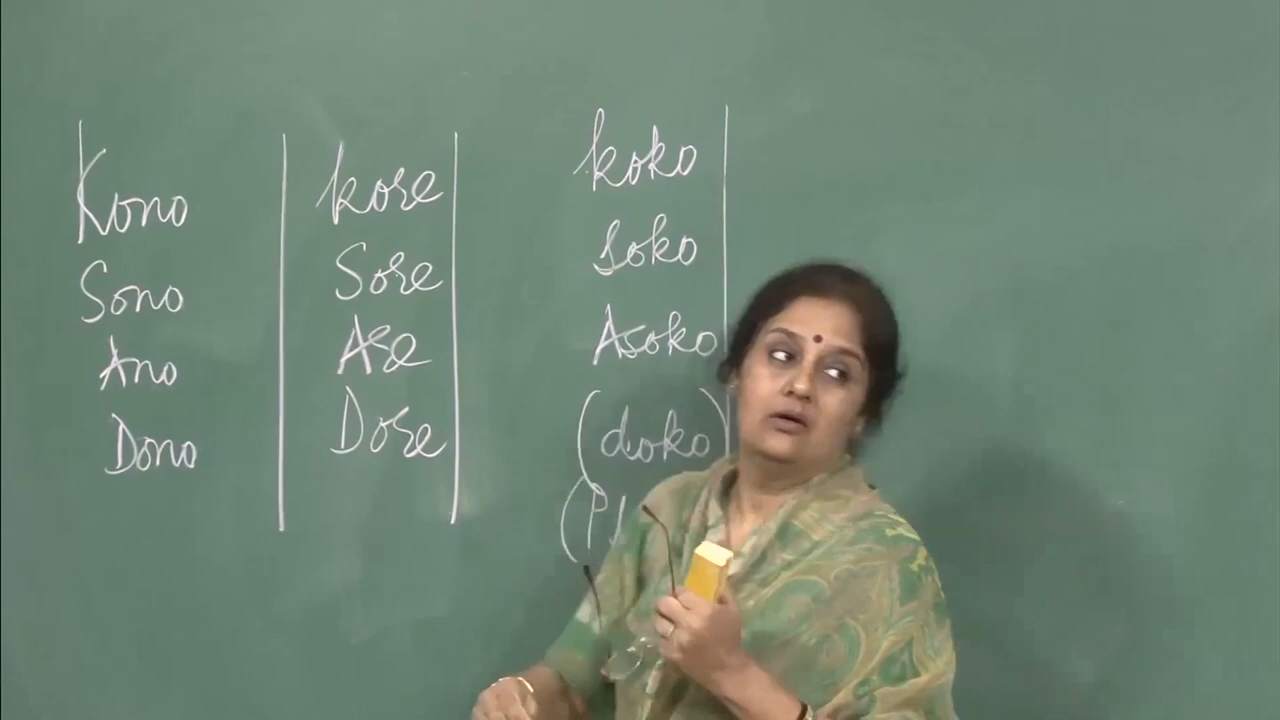 Kono kore koko
Sono Sore soko
Ano Are Asoko
Dono Dore (doko)